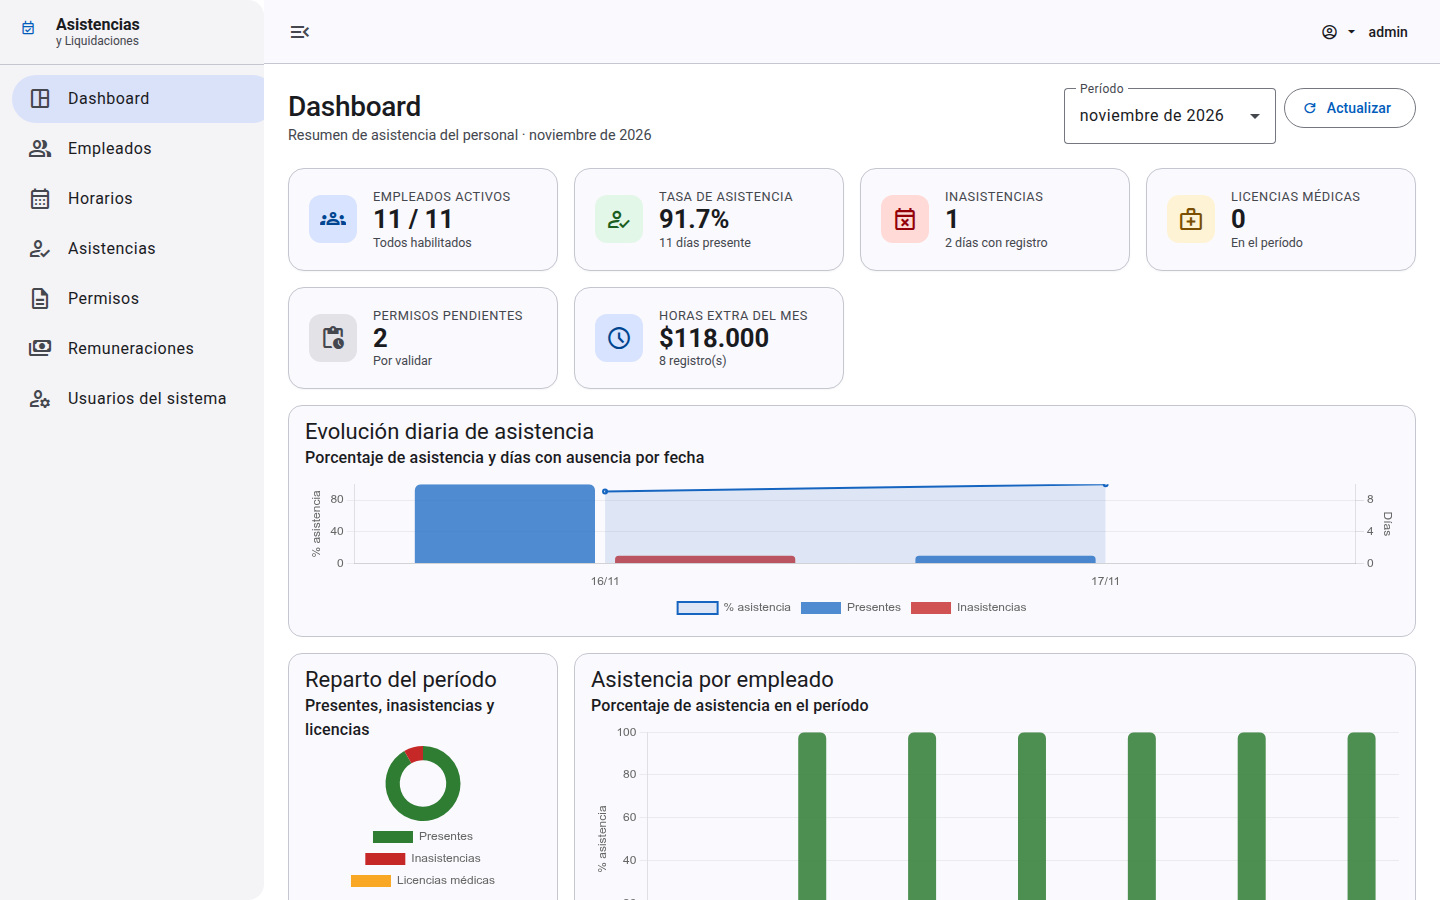 Asistencias
y Liquidaciones
admin
Dashboard
Empleados
Horarios
Asistencias
Permisos
Remuneraciones
Usuarios del sistema
Dashboard
Resumen de asistencia del personal · noviembre de 2026
Período
noviembre de 2026
Actualizar
EMPLEADOS ACTIVOS
11 / 11
Todos habilitados
TASA DE ASISTENCIA
91.7%
11 días presente
INASISTENCIAS
1
2 días con registro
LICENCIAS MÉDICAS
0
En el período
PERMISOS PENDIENTES
2
Por validar
HORAS EXTRA DEL MES
$118.000
8 registro(s)
Evolución diaria de asistencia
Porcentaje de asistencia y días con ausencia por fecha
% asistencia
80
40
0
8
4
0
Días
16/11
17/11
% asistencia
Presentes
Inasistencias
Reparto del período
Presentes, inasistencias y
licencias
Presentes
Inasistencias
Licencias médicas
Asistencia por empleado
Porcentaje de asistencia en el período
% asistencia
100
80
60
40